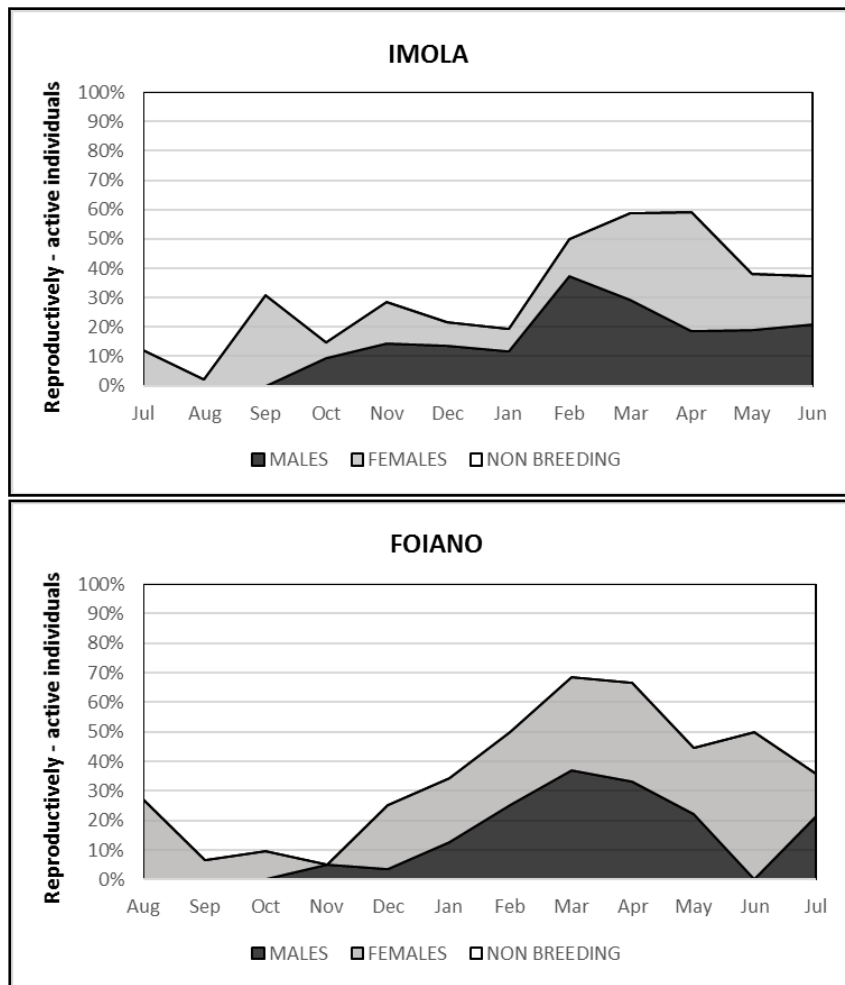 IMOLA
Reproductively - active individuals
100%
90%
80%
70%
60%
50%
40%
30%
20%
10%
0%
Jul Aug Sep Oct Nov Dec Jan Feb Mar Apr May Jun
MALES FEMALES NON BREEDING
FOIANO
Reproductively - active individuals
100%
90%
80%
70%
60%
50%
40%
30%
20%
10%
0%
Aug Sep Oct Nov Dec Jan Feb Mar Apr May Jun Jul
MALES FEMALES NON BREEDING